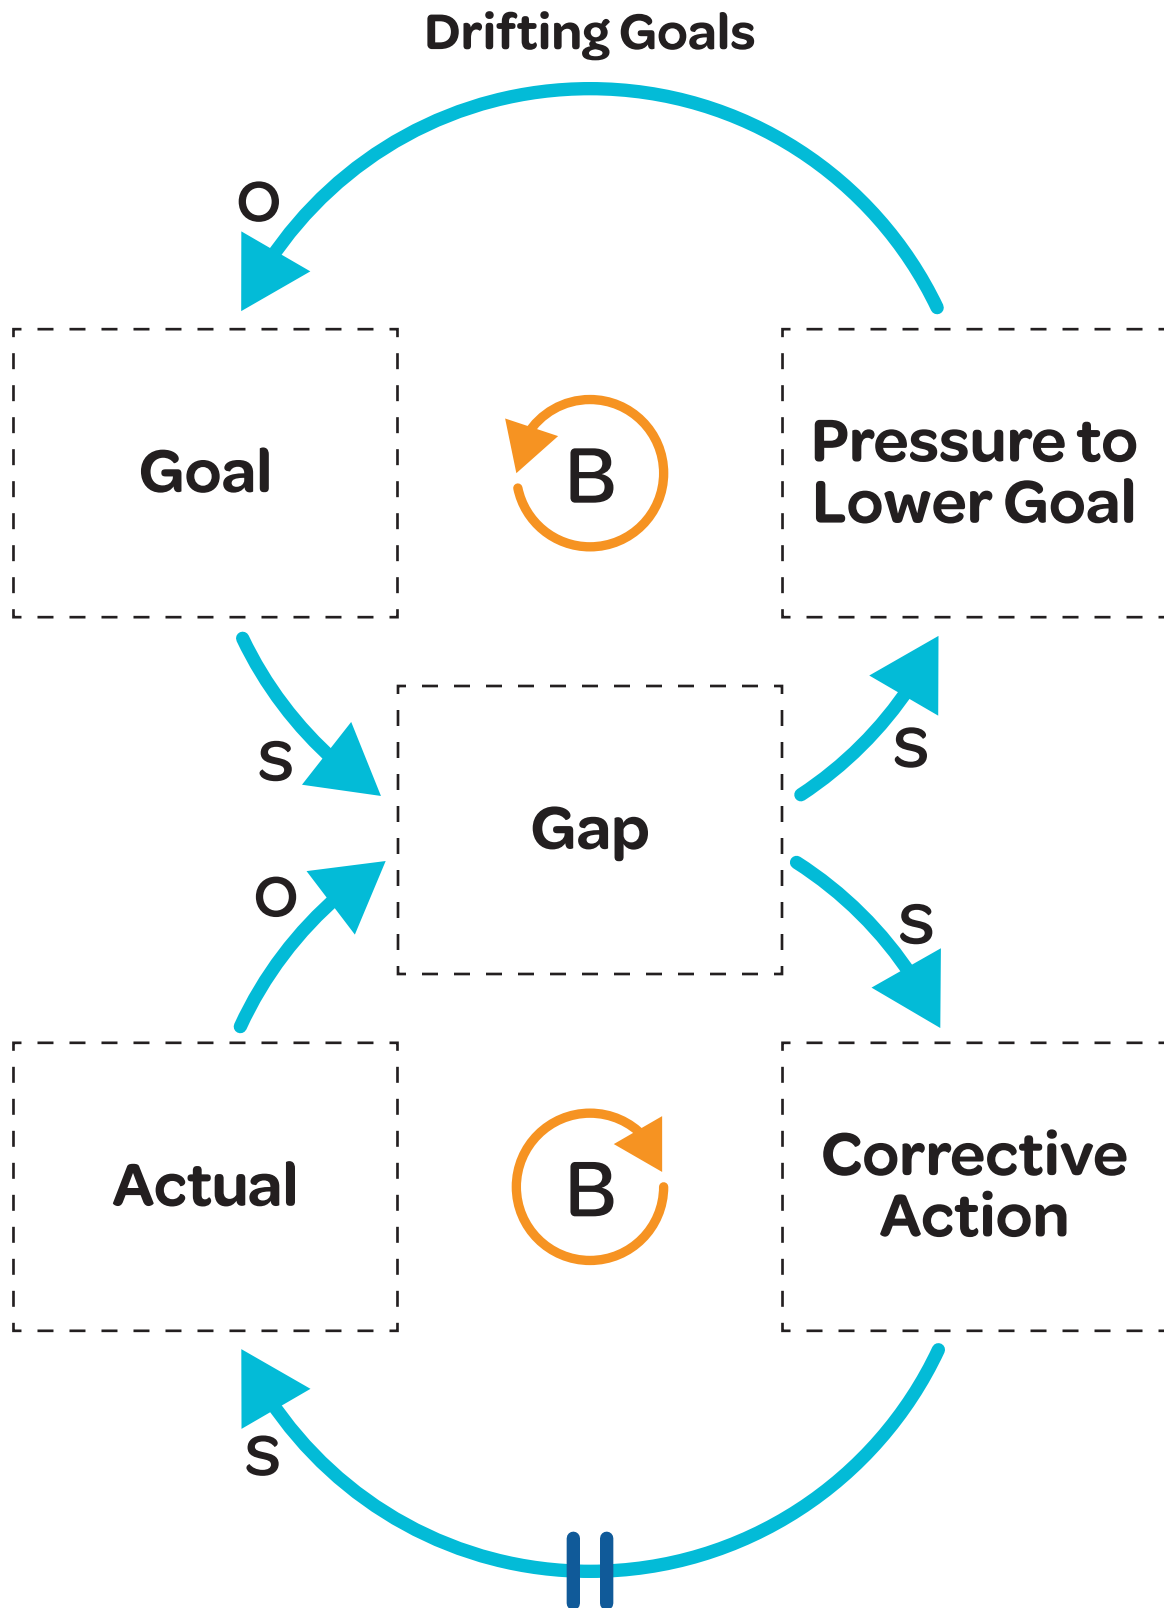 Drifting Goals
O
Goal
B
Pressure to
Lower Goal
S
S
Gap
O
S
Actual
B
Corrective
Action
S